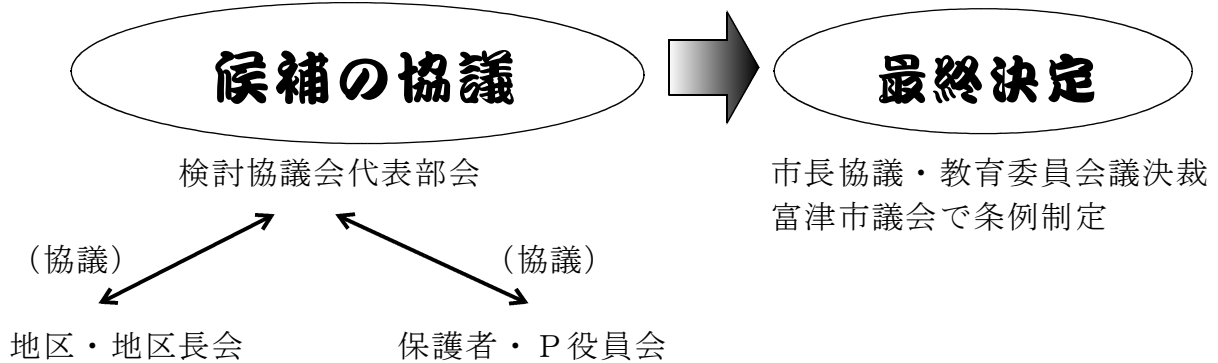 候補の協議
最終決定
検討協議会代表部会
市長協議・教育委員会議決裁
富津市議会で条例制定
（協議）
（協議）
地区・地区長会
保護者・Ｐ役員会